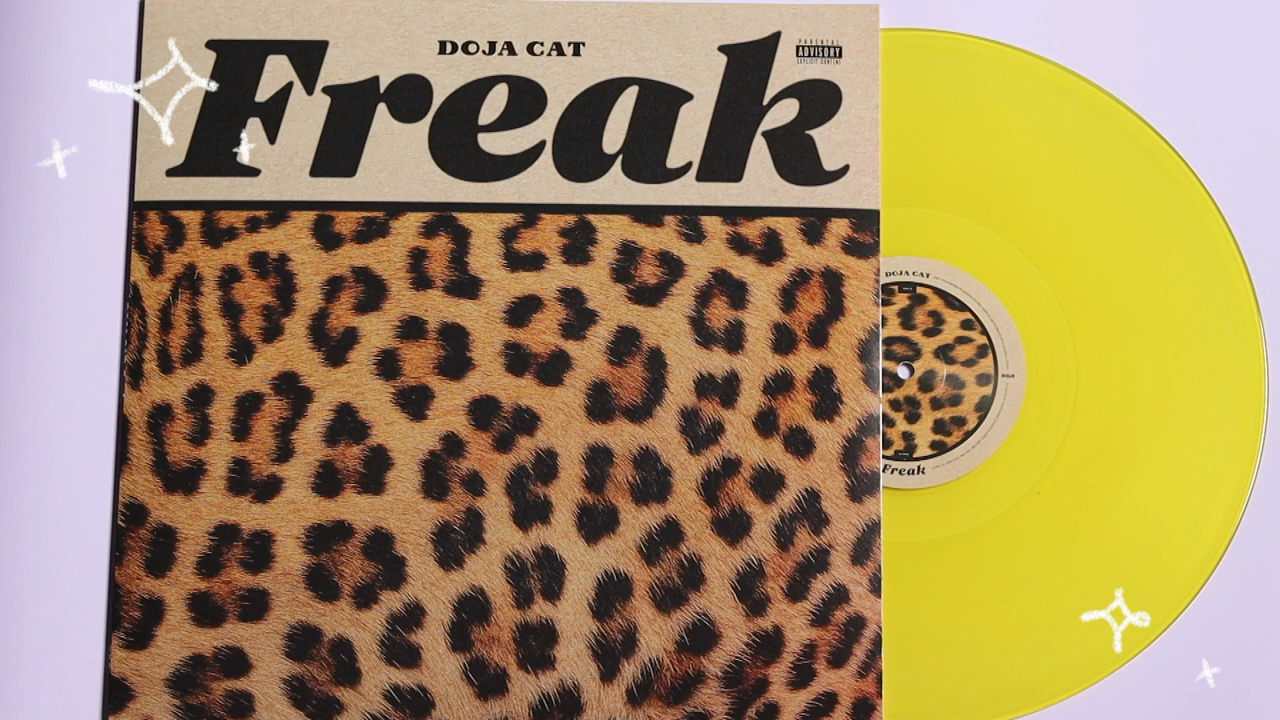 DOJA CAT
Freak
PARENTAL
ADVISORY
EXPLICIT CONTENT
DOJA CAT
Freak